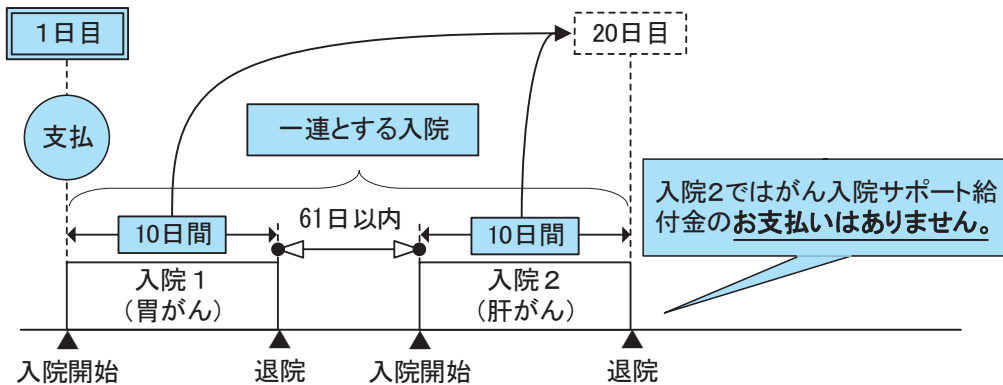 1日目
20日目
支払
一連とする入院
10日間
61日以内
10日間
入院2ではがん入院サポート給
付金のお支払いはありません。
入院1
(胃がん)
入院2
(肝がん)
入院開始
退院
入院開始
退院